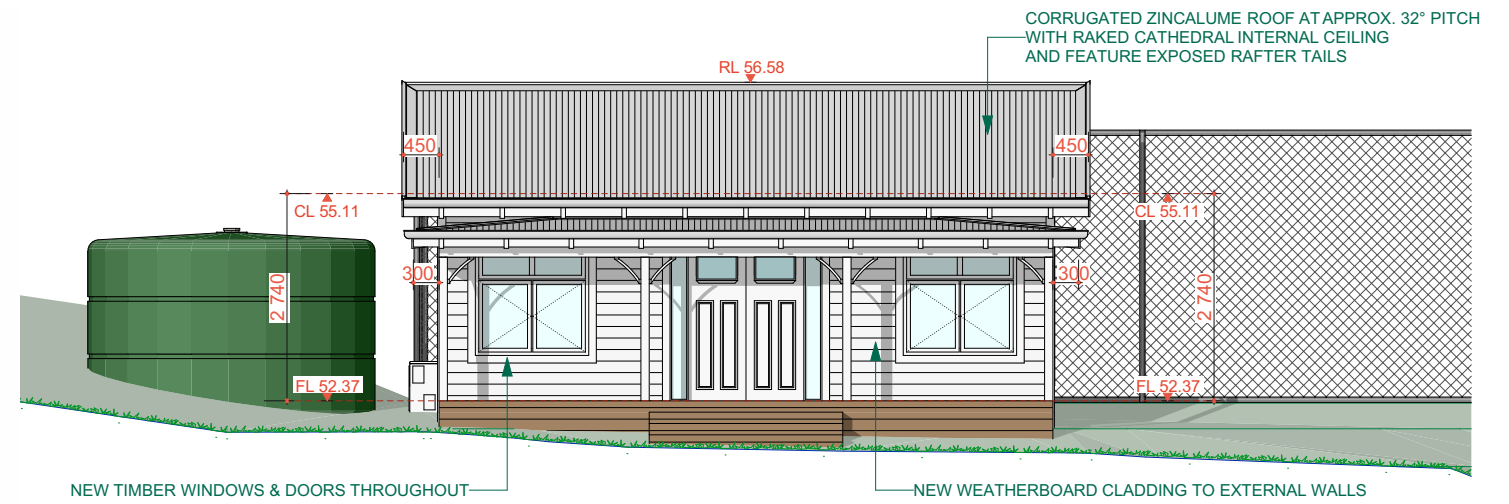 CORRUGATED ZINCALUME ROOF AT APPROX. 32° PITCH
WITH RAKED CATHEDRAL INTERNAL CEILING
AND FEATURE EXPOSED RAFTER TAILS
RL 56.58
450
450
CL 55.11
CL 55.11
300
300
2 740
2 740
FL 52.37
FL 52.37
NEW TIMBER WINDOWS & DOORS THROUGHOUT
NEW WEATHERBOARD CLADDING TO EXTERNAL WALLS